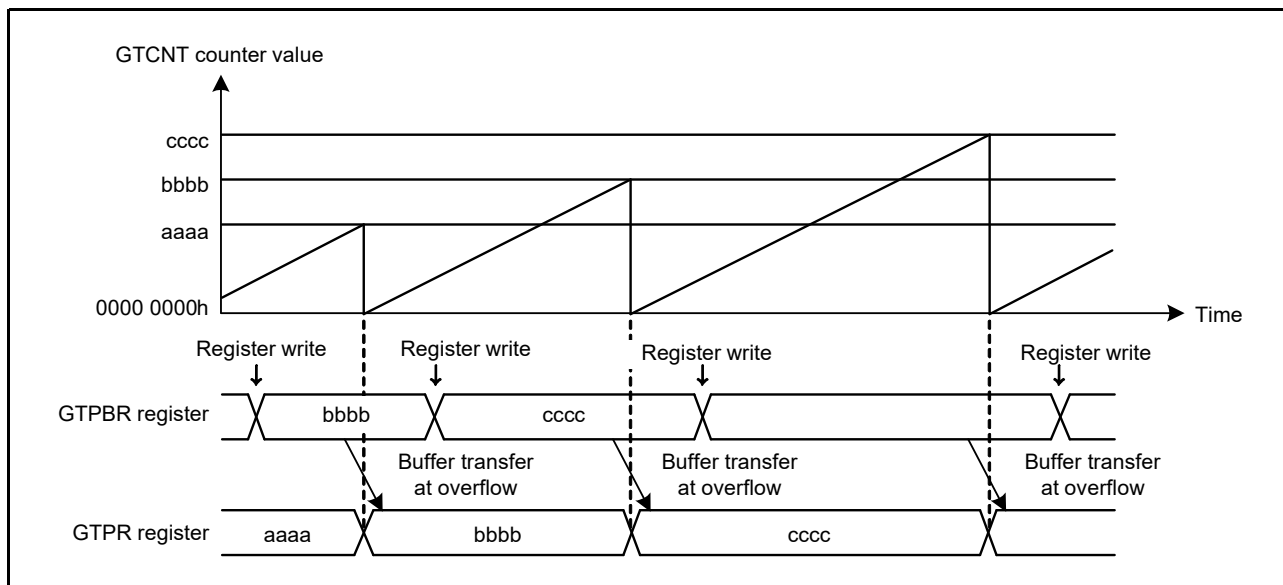 GTCNT counter value
cccc
bbbb
aaaa
0000 0000h
Time
Register write
Register write
Register write
Register write
GTPBR register
bbbb
cccc
Buffer transfer
at overflow
Buffer transfer
at overflow
Buffer transfer
at overflow
GTPR register
aaaa
bbbb
cccc